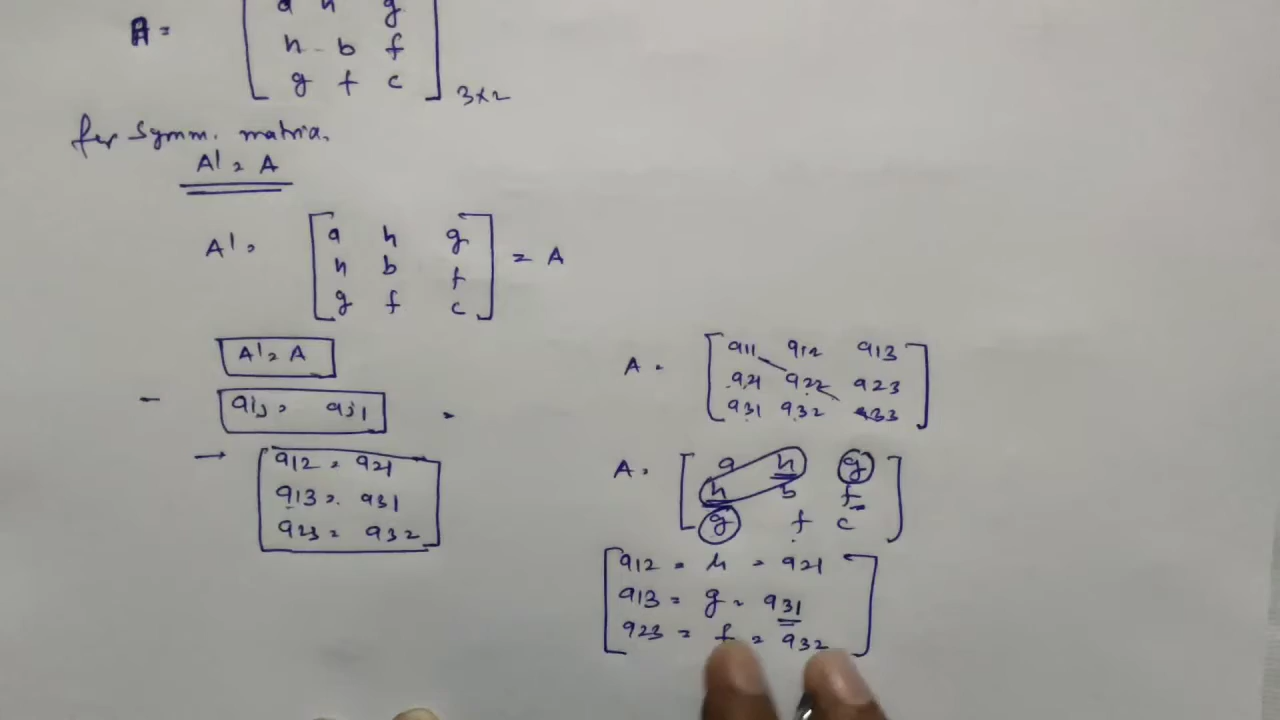 a h g
A = h b f
g f c 3×2
for Symm. matrix.
A' = A
A' = a h g
h b f = A
g f c
A' = A
aij = aji
a12 = a21
a13 = a31
a23 = a32
a11 a12 a13
A = a21 a22 a23
a31 a32 a33
A = a h g
h b f
g f c
a12 = h = a21
a13 = g = a31
a23 = f = a32